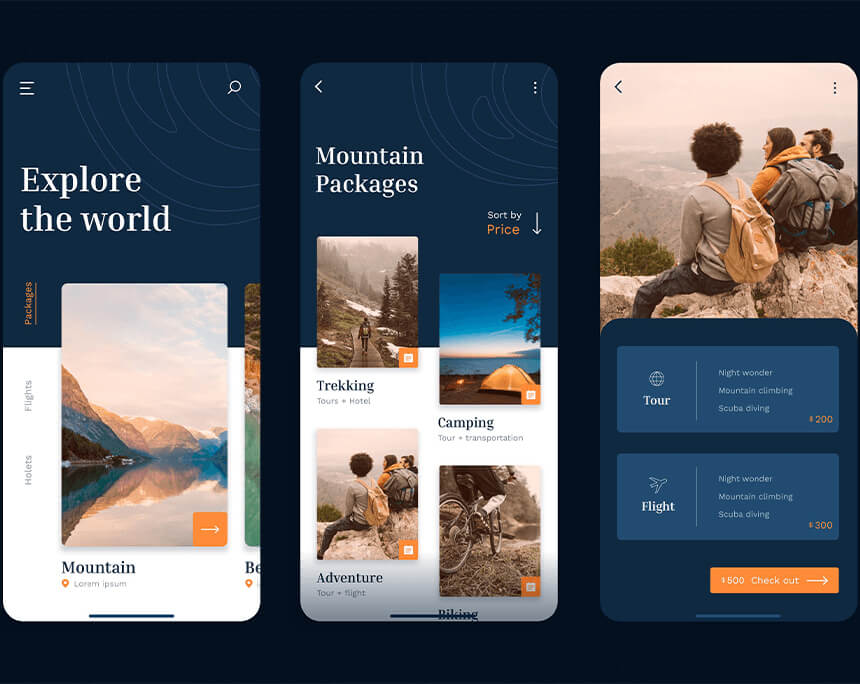 Explore
the world
Packages
Flights
Holets
Mountain
Lorem ipsum
Be
Mountain
Packages
Sort by
Price
Trekking
Tours + Hotel
Camping
Tour + transportation
Adventure
Tour + flight
Biking
Tour
Night wonder
Mountain climbing
Scuba diving
$200
Flight
Night wonder
Mountain climbing
Scuba diving
$300
$500 Check out